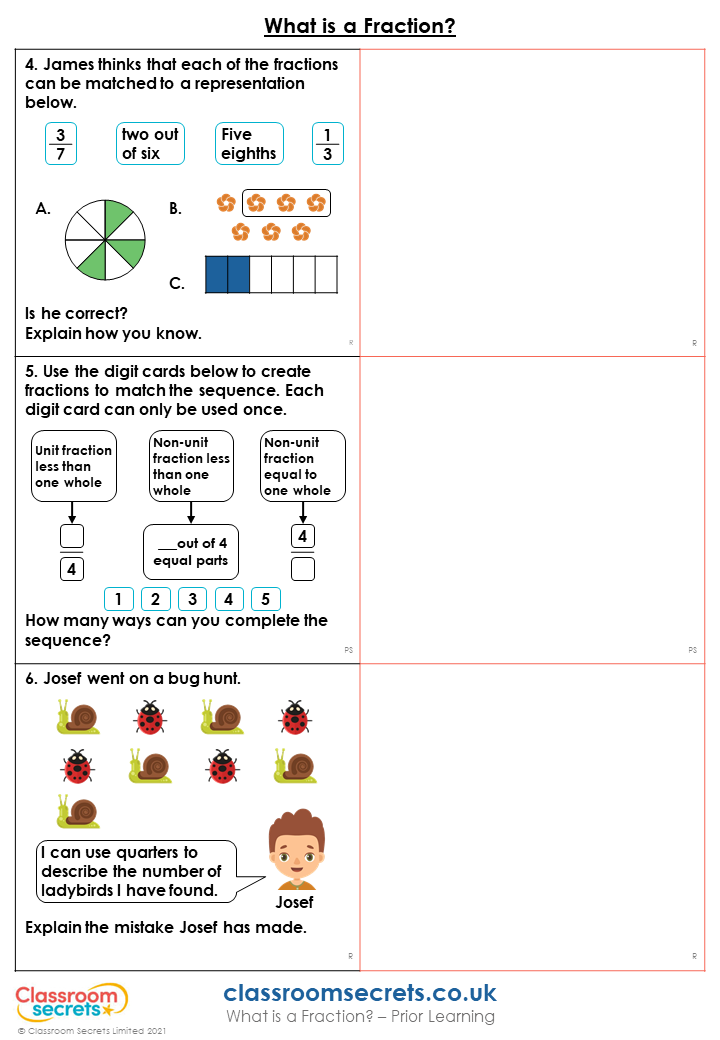 What is a Fraction?
4. James thinks that each of the fractions
can be matched to a representation
below.
3
7
two out
of six
Five
eighths
1
3
A.
B.
C.
Is he correct?
Explain how you know.
R
R
5. Use the digit cards below to create
fractions to match the sequence. Each
digit card can only be used once.
Unit fraction
less than
one whole
Non-unit
fraction less
than one
whole
Non-unit
fraction
equal to
one whole
4
___out of 4
equal parts
4
1 2 3 4 5
How many ways can you complete the
sequence?
PS
PS
6. Josef went on a bug hunt.
I can use quarters to
describe the number of
ladybirds I have found.
Josef
Explain the mistake Josef has made.
R
R
Classroom
secrets
© Classroom Secrets Limited 2021
classroomsecrets.co.uk
What is a Fraction? – Prior Learning